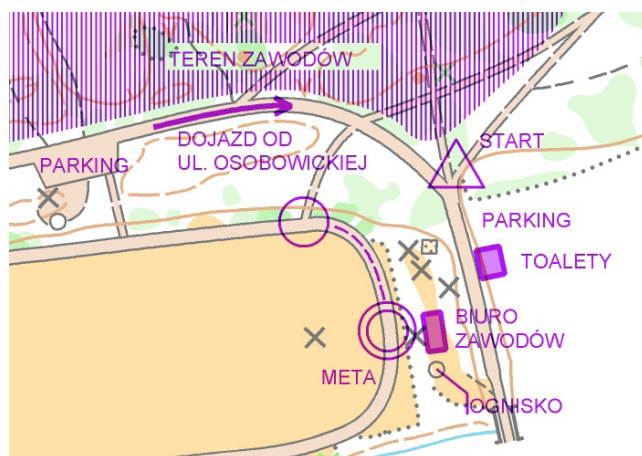 TEREN ZAWODÓW
DOJAZD OD
UL. OSOBOWICKIEJ
PARKING
START
PARKING
TOALETY
BIURO
ZAWODÓW
META
OGNISKO